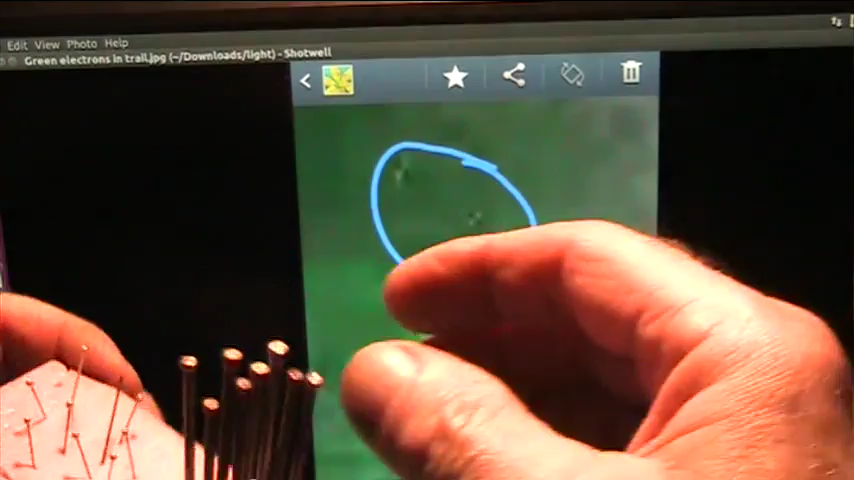 Edit View Photo Help
Green electrons in trail.jpg (~/Downloads/light) - Shotwell